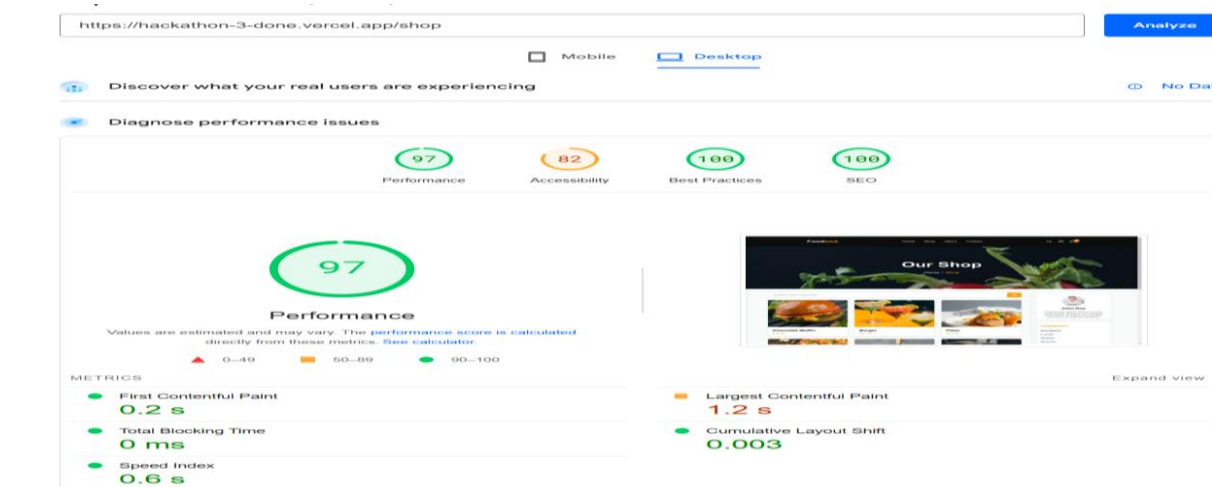 https://hackathon-3-done.vercel.app/shop
Analyze
Mobile
Desktop
Discover what your real users are experiencing
No Da
Diagnose performance issues
97
82
100
100
Performance
Accessibility
Best Practices
SEO
97
Performance
Values are estimated and may vary. The performance score is calculated
directly from these metrics. See calculator.
0–49
50–89
90–100
Our Shop
Burger
METRICS
Expand view
First Contentful Paint
0.2 s
Largest Contentful Paint
1.2 s
Total Blocking Time
0 ms
Cumulative Layout Shift
0.003
Speed Index
0.6 s